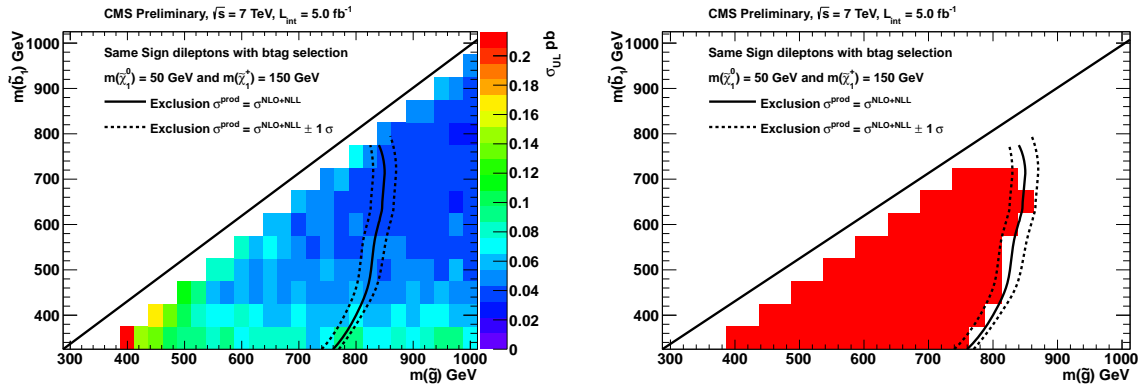 CMS Preliminary, √s = 7 TeV, L_int = 5.0 fb⁻¹
m(b̃₁) GeV
1000
900
800
700
600
500
400
Same Sign dileptons with btag selection
m(χ̃₁⁰) = 50 GeV and m(χ̃₁⁺) = 150 GeV
Exclusion σ^prod = σ^NLO+NLL
Exclusion σ^prod = σ^NLO+NLL ± 1 σ
300 400 500 600 700 800 900 1000
m(g̃) GeV
σ_UL pb
0.2
0.18
0.16
0.14
0.12
0.1
0.08
0.06
0.04
0.02
0
CMS Preliminary, √s = 7 TeV, L_int = 5.0 fb⁻¹
m(b̃₁) GeV
1000
900
800
700
600
500
400
Same Sign dileptons with btag selection
m(χ̃₁⁰) = 50 GeV and m(χ̃₁⁺) = 150 GeV
Exclusion σ^prod = σ^NLO+NLL
Exclusion σ^prod = σ^NLO+NLL ± 1 σ
300 400 500 600 700 800 900 1000
m(g̃) GeV